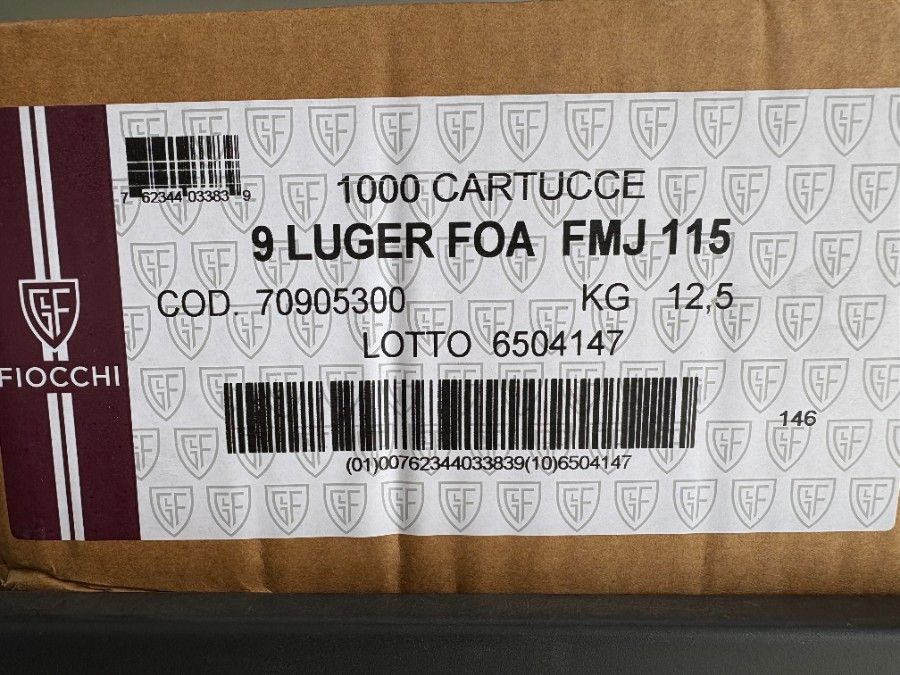 7 62344 03383 9
1000 CARTUCCE
9 LUGER FOA FMJ 115
COD. 70905300 KG 12,5
LOTTO 6504147
GF
FIOCCHI
146
(01)00762344033839(10)6504147